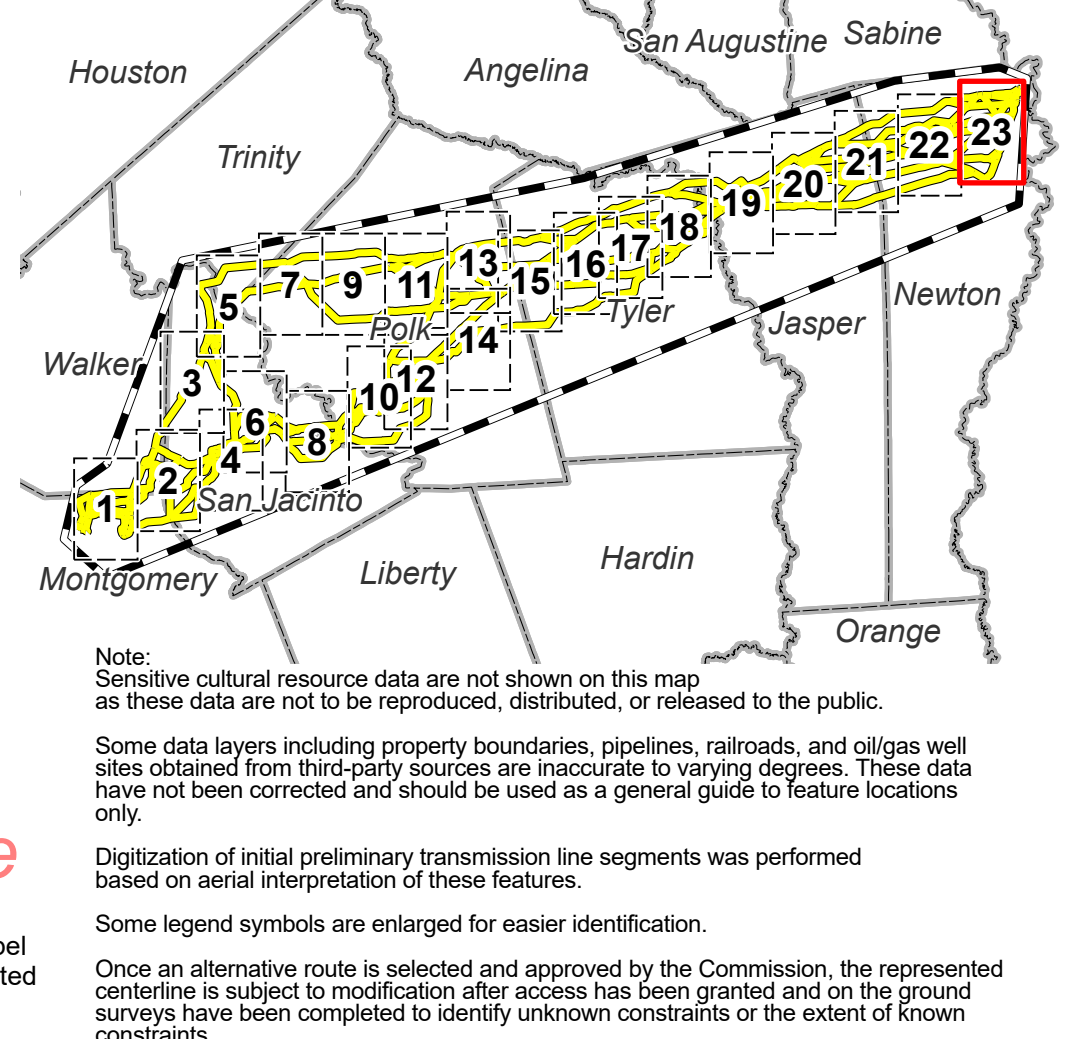 San Augustine
Sabine
Houston
Angelina
Trinity
23
22
21
20
19
18
17
16
15
13
11
9
7
5
Newton
Tyler
Jasper
Polk
14
Walker
3
12
10
6
8
4
2
San Jacinto
1
Montgomery
Liberty
Hardin
Orange
Note:
Sensitive cultural resource data are not shown on this map
as these data are not to be reproduced, distributed, or released to the public.
Some data layers including property boundaries, pipelines, railroads, and oil/gas well
sites obtained from third-party sources are inaccurate to varying degrees. These data
have not been corrected and should be used as a general guide to feature locations
only.
e
Digitization of initial preliminary transmission line segments was performed
based on aerial interpretation of these features.
Some legend symbols are enlarged for easier identification.
bel
ted
Once an alternative route is selected and approved by the Commission, the represented
centerline is subject to modification after access has been granted and on the ground
surveys have been completed to identify unknown constraints or the extent of known
constraints.